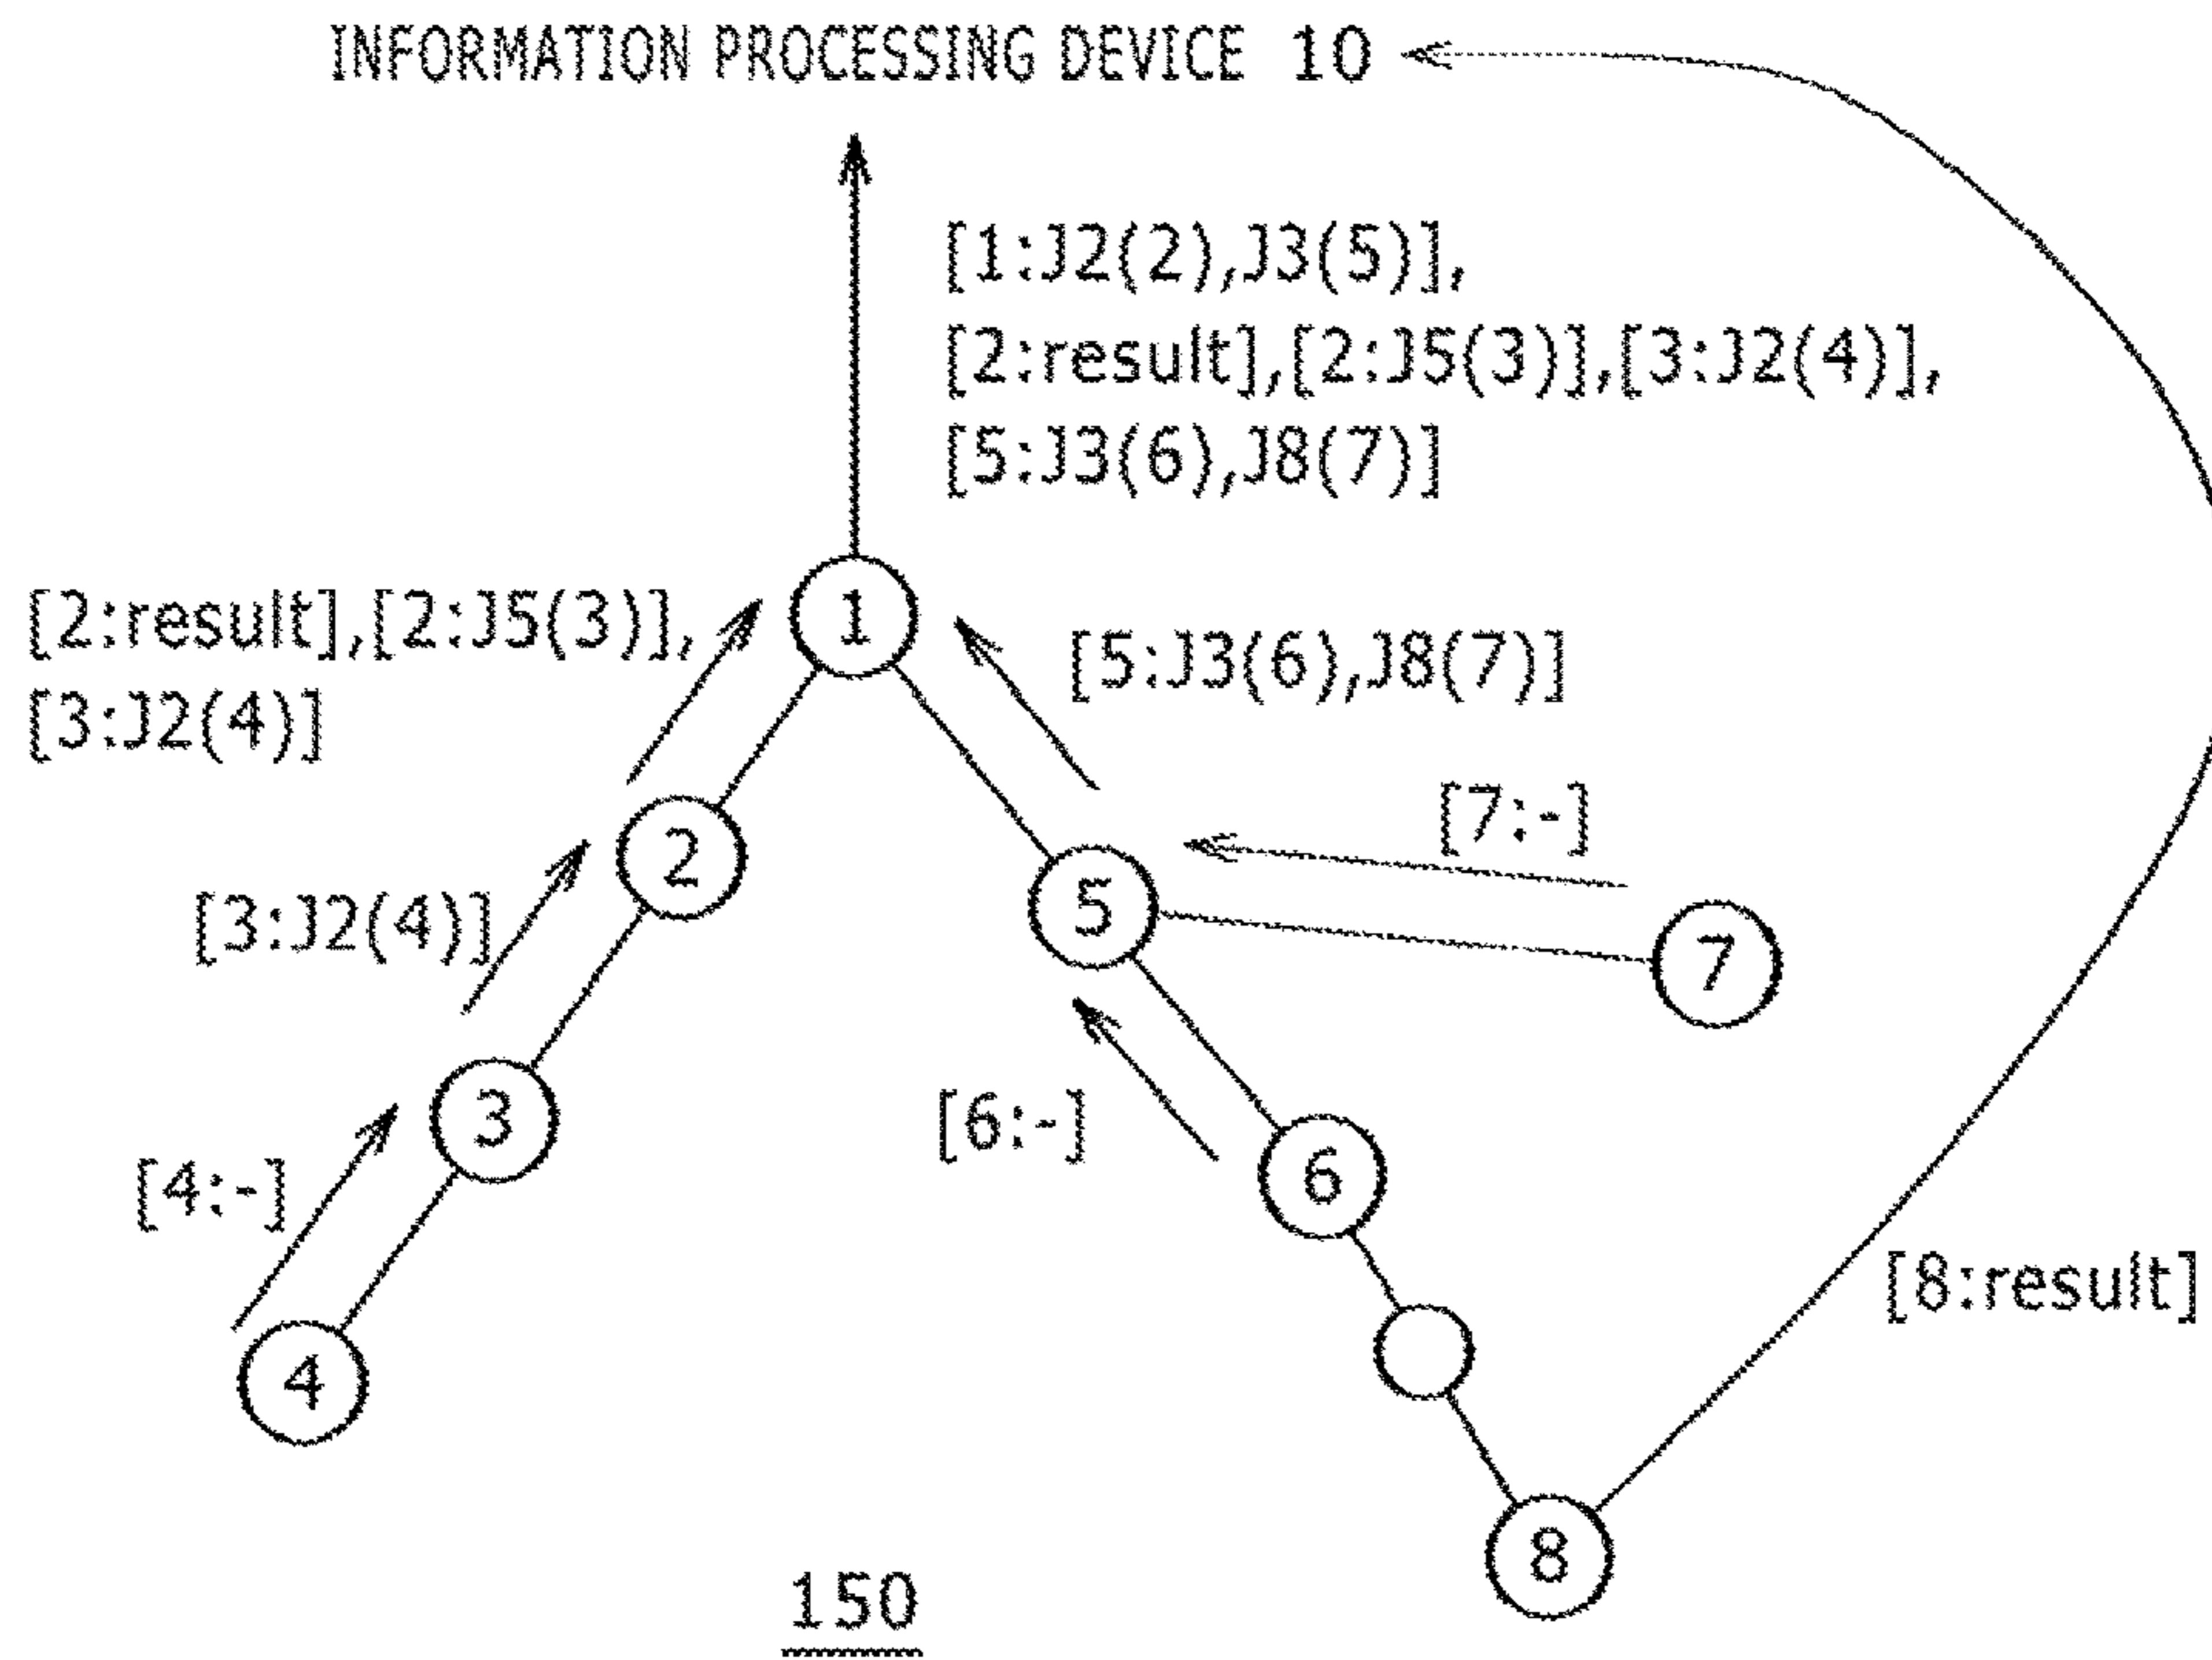 INFORMATION PROCESSING DEVICE 10
[1:J2(2),J3(5)],
[2:result],[2:J5(3)],[3:J2(4)],
[5:J3(6),J8(7)]
1
[2:result],[2:J5(3)],
[3:J2(4)]
[5:J3(6),J8(7)]
[7:-]
2
5
[3:J2(4)]
7
3
[6:-]
6
[4:-]
[8:result]
4
8
150